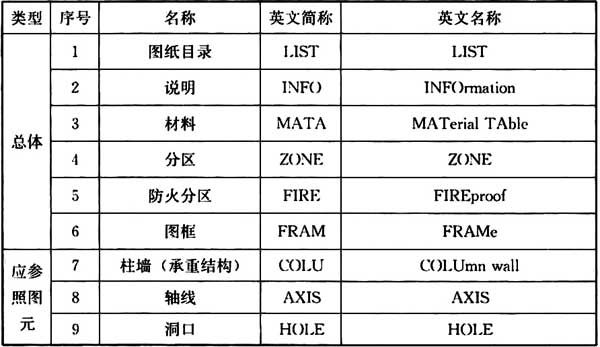 类型 序号 名称 英文简称 英文名称
总体 1 图纸目录 LIST LIST
2 说明 INFO INFOrmation
3 材料 MATA MATerial TAble
4 分区 ZONE ZONE
5 防火分区 FIRE FIREproof
6 图框 FRAM FRAMe
应参照图元 7 柱墙（承重结构） COLU COLUmn wall
8 轴线 AXIS AXIS
9 洞口 HOLE HOLE